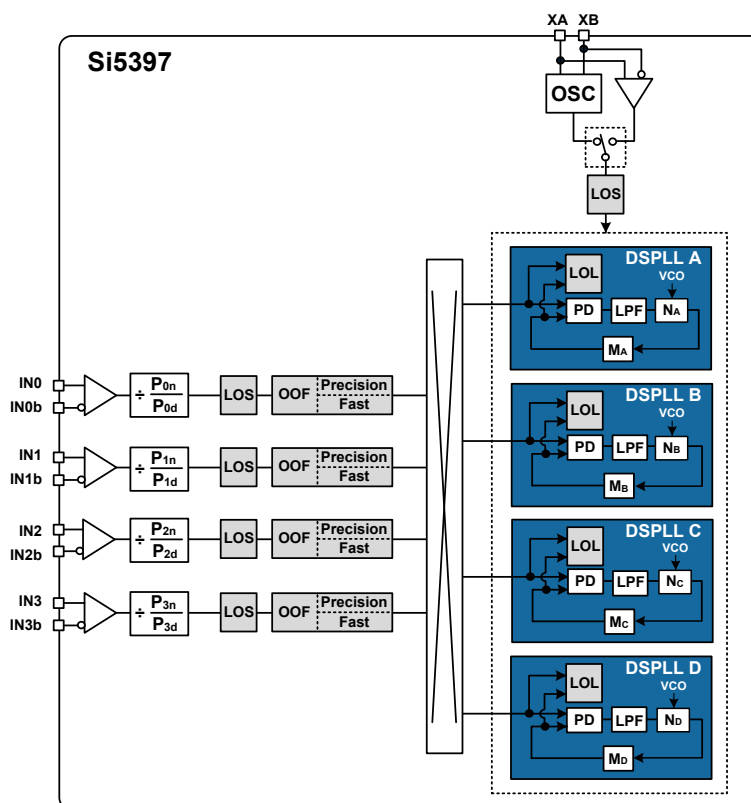 XA XB
Si5397
OSC
LOS
DSPLL A
LOL
VCO
PD LPF NA
MA
IN0
IN0b
÷ P0n
P0d
LOS OOF Precision
Fast
DSPLL B
LOL
VCO
PD LPF NB
MB
IN1
IN1b
÷ P1n
P1d
LOS OOF Precision
Fast
IN2
IN2b
÷ P2n
P2d
LOS OOF Precision
Fast
DSPLL C
LOL
VCO
PD LPF NC
MC
IN3
IN3b
÷ P3n
P3d
LOS OOF Precision
Fast
DSPLL D
LOL
VCO
PD LPF ND
MD